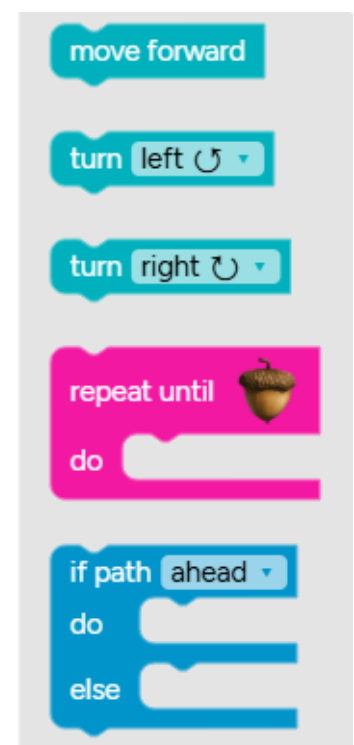 move forward
turn left ↺
turn right ↻
repeat until
do
if path ahead
do
else